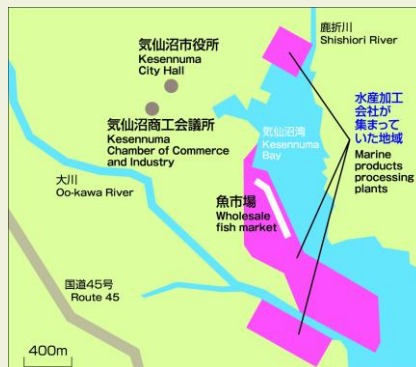 鹿折川
Shishiori River
気仙沼市役所
Kesennuma
City Hall
気仙沼商工会議所
Kesennuma
Chamber of Commerce
and Industry
気仙沼湾
Kesennuma
Bay
水産加工
会社が
集まって
いた地域
Marine
products
processing
plants
大川
Oo-kawa River
魚市場
Wholesale
fish market
国道45号
Route 45
400m